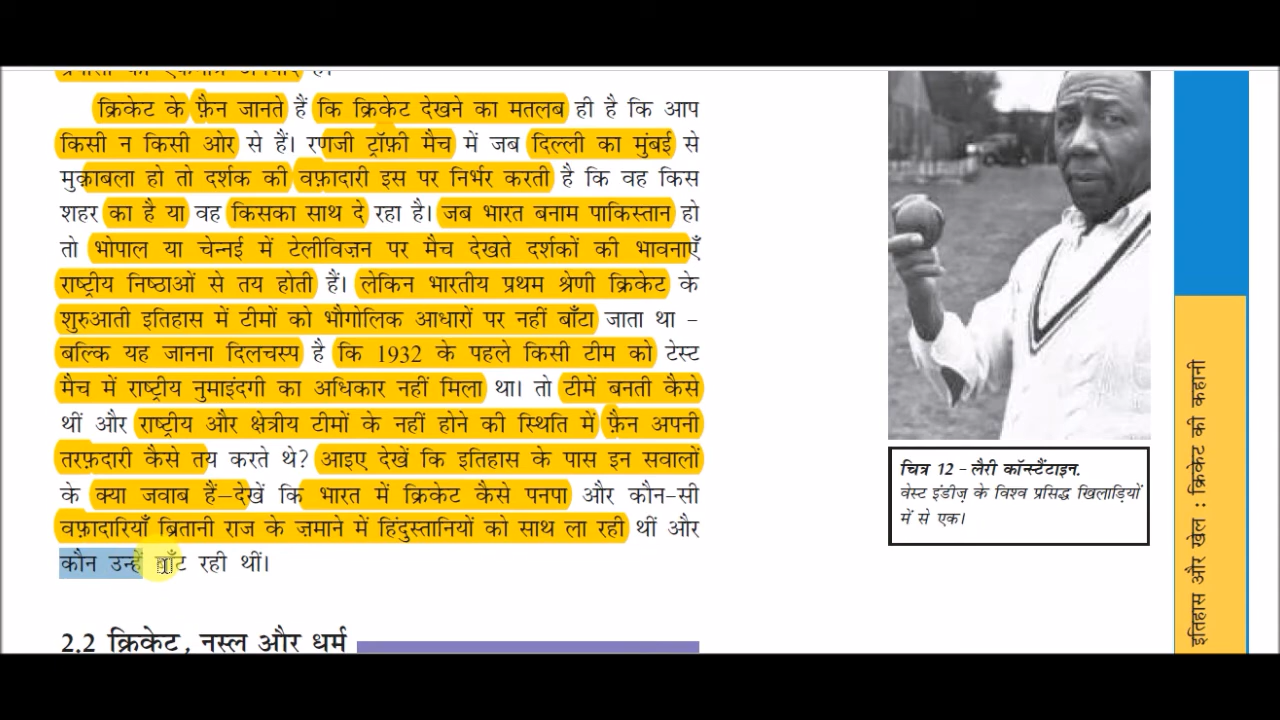 क्रिकेट के फ़ैन जानते हैं कि क्रिकेट देखने का मतलब ही है कि आप
किसी न किसी ओर से हैं। रणजी ट्रॉफ़ी मैच में जब दिल्ली का मुंबई से
मुक़ाबला हो तो दर्शक की वफ़ादारी इस पर निर्भर करती है कि वह किस
शहर का है या वह किसका साथ दे रहा है। जब भारत बनाम पाकिस्तान हो
तो भोपाल या चेन्नई में टेलीविज़न पर मैच देखते दर्शकों की भावनाएँ
राष्ट्रीय निष्ठाओं से तय होती हैं। लेकिन भारतीय प्रथम श्रेणी क्रिकेट के
शुरुआती इतिहास में टीमों को भौगोलिक आधारों पर नहीं बाँटा जाता था –
बल्कि यह जानना दिलचस्प है कि 1932 के पहले किसी टीम को टेस्ट
मैच में राष्ट्रीय नुमाइंदगी का अधिकार नहीं मिला था। तो टीमें बनती कैसे
थीं और राष्ट्रीय और क्षेत्रीय टीमों के नहीं होने की स्थिति में फ़ैन अपनी
तरफ़दारी कैसे तय करते थे? आइए देखें कि इतिहास के पास इन सवालों
के क्या जवाब हैं–देखें कि भारत में क्रिकेट कैसे पनपा और कौन-सी
वफ़ादारियाँ ब्रितानी राज के ज़माने में हिंदुस्तानियों को साथ ला रही थीं और
कौन उन्हें बाँट रही थीं।
2.2 क्रिकेट, नस्ल और धर्म
चित्र 12 – लैरी कॉन्स्टैंटाइन.
वेस्ट इंडीज़ के विश्व प्रसिद्ध खिलाड़ियों
में से एक।
इतिहास और खेल : क्रिकेट की कहानी